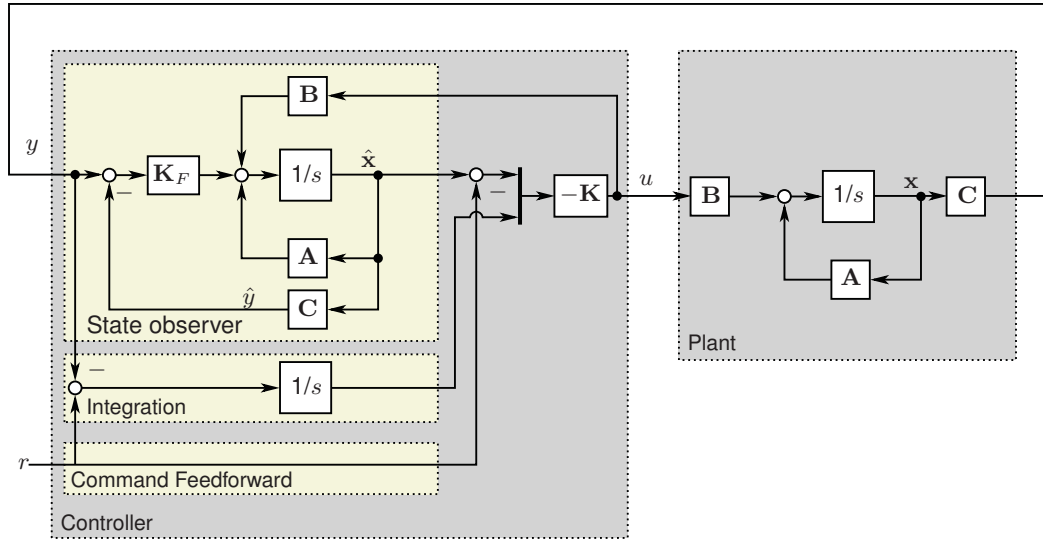 B
y
K_F
1/s
x̂
−
−
−K
u
B
1/s
x
C
A
A
ŷ
C
State observer
Plant
−
1/s
Integration
r
Command Feedforward
Controller